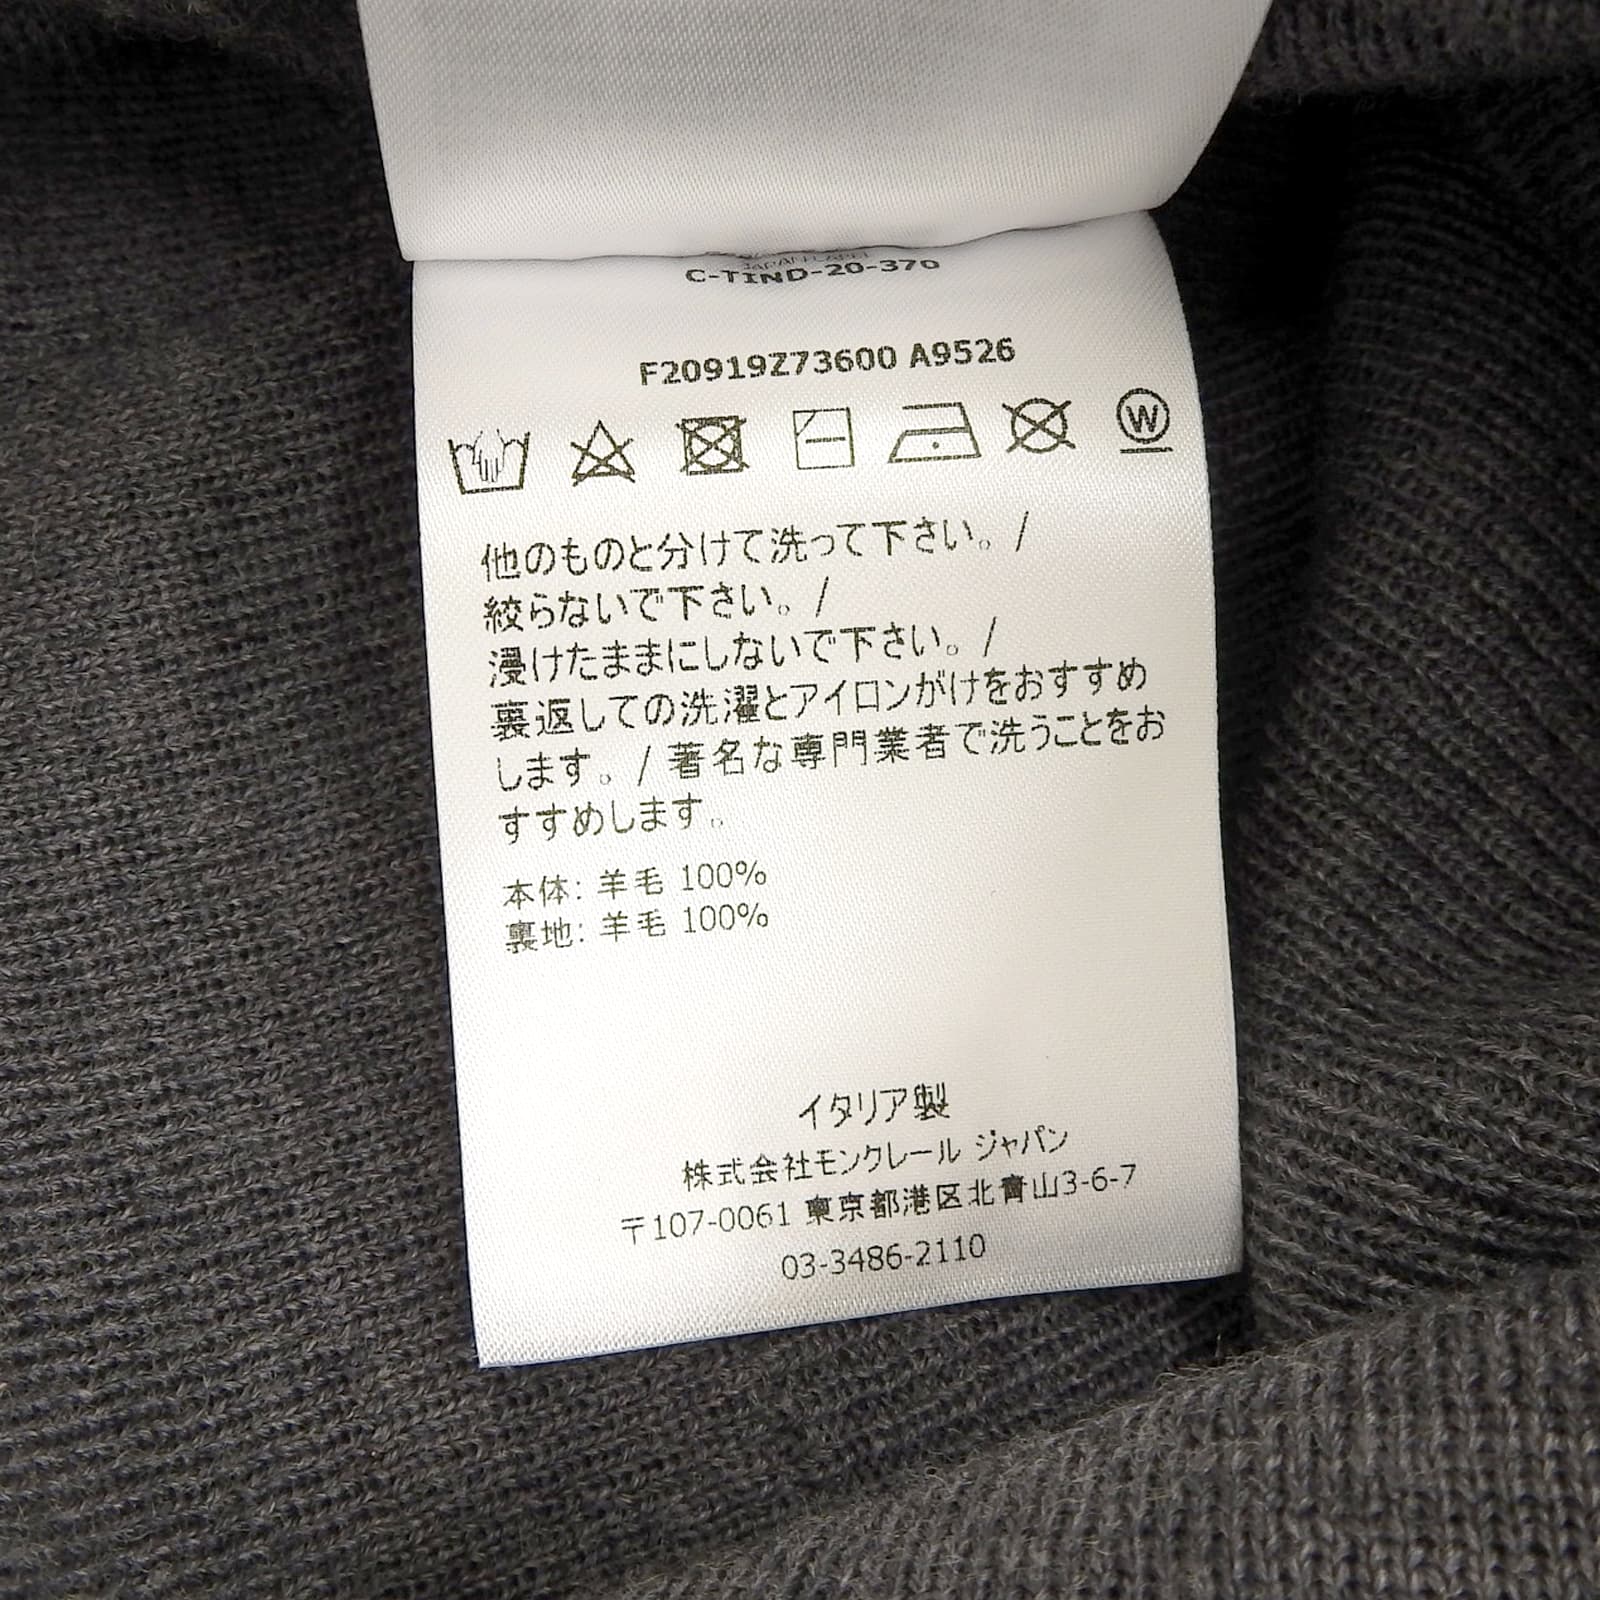 JAPAN LABEL
C-TIND-20-370
F20919Z73600 A9526
W
他のものと分けて洗って下さい。/
絞らないで下さい。/
浸けたままにしないで下さい。/
裏返しての洗濯とアイロンがけをおすすめ
します。/ 著名な専門業者で洗うことをお
すすめします。
本体: 羊毛 100%
裏地: 羊毛 100%
イタリア製
株式会社モンクレール ジャパン
〒107-0061 東京都港区北青山3-6-7
03-3486-2110